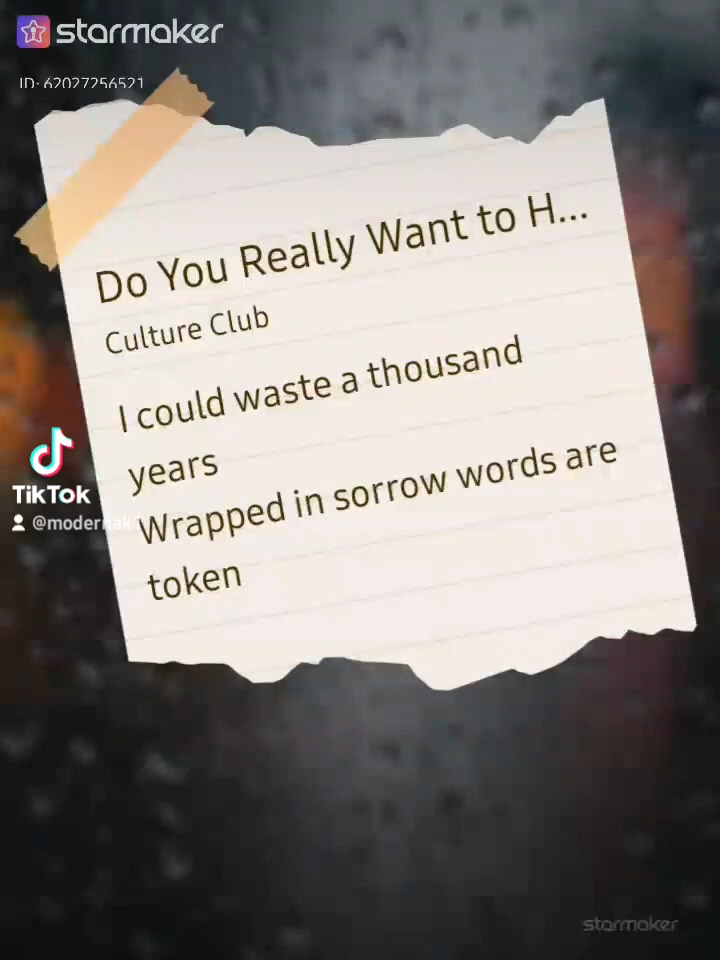 starmaker
ID: 62027256521
Do You Really Want to H...
Culture Club
I could waste a thousand
years
Wrapped in sorrow words are
token
TikTok
starmaker